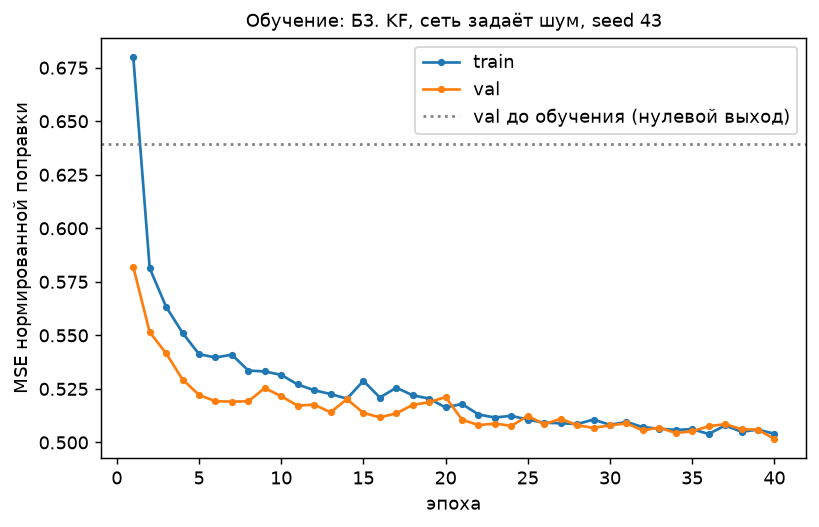 Обучение: Б3. KF, сеть задаёт шум, seed 43
train
val
val до обучения (нулевой выход)
MSE нормированной поправки
0.675
0.650
0.625
0.600
0.575
0.550
0.525
0.500
0 5 10 15 20 25 30 35 40
эпоха